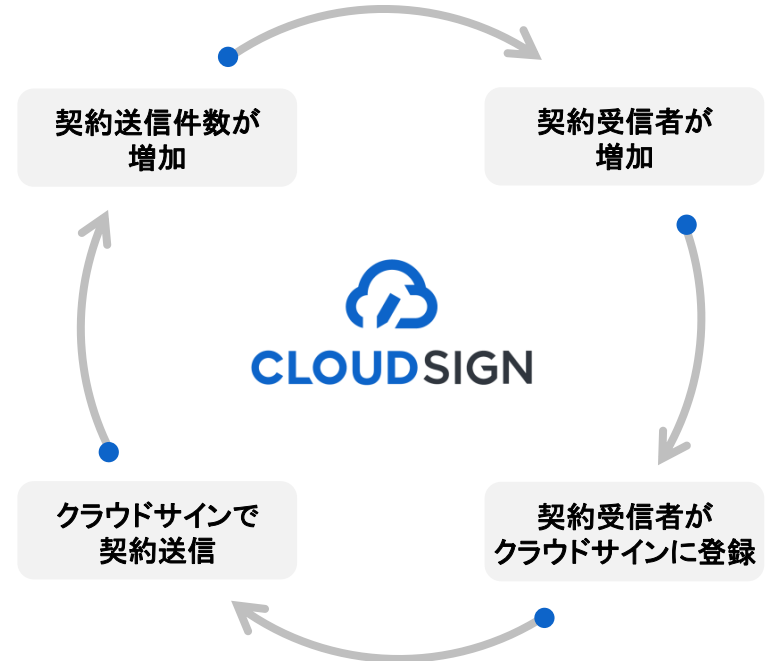 契約送信件数が
増加
契約受信者が
増加
CLOUDSIGN
クラウドサインで
契約送信
契約受信者が
クラウドサインに登録